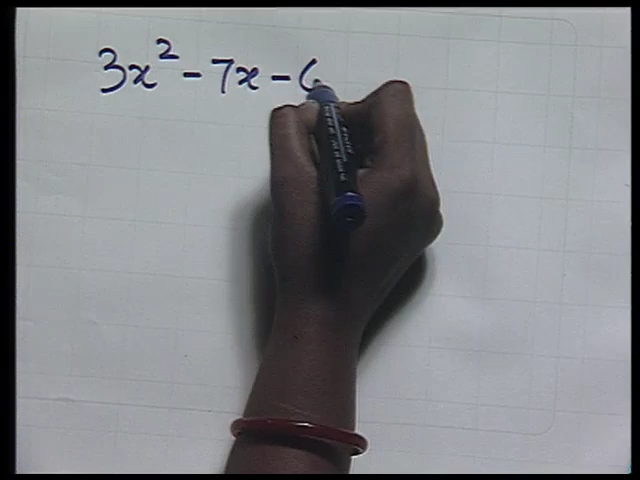 3x² - 7x - 6